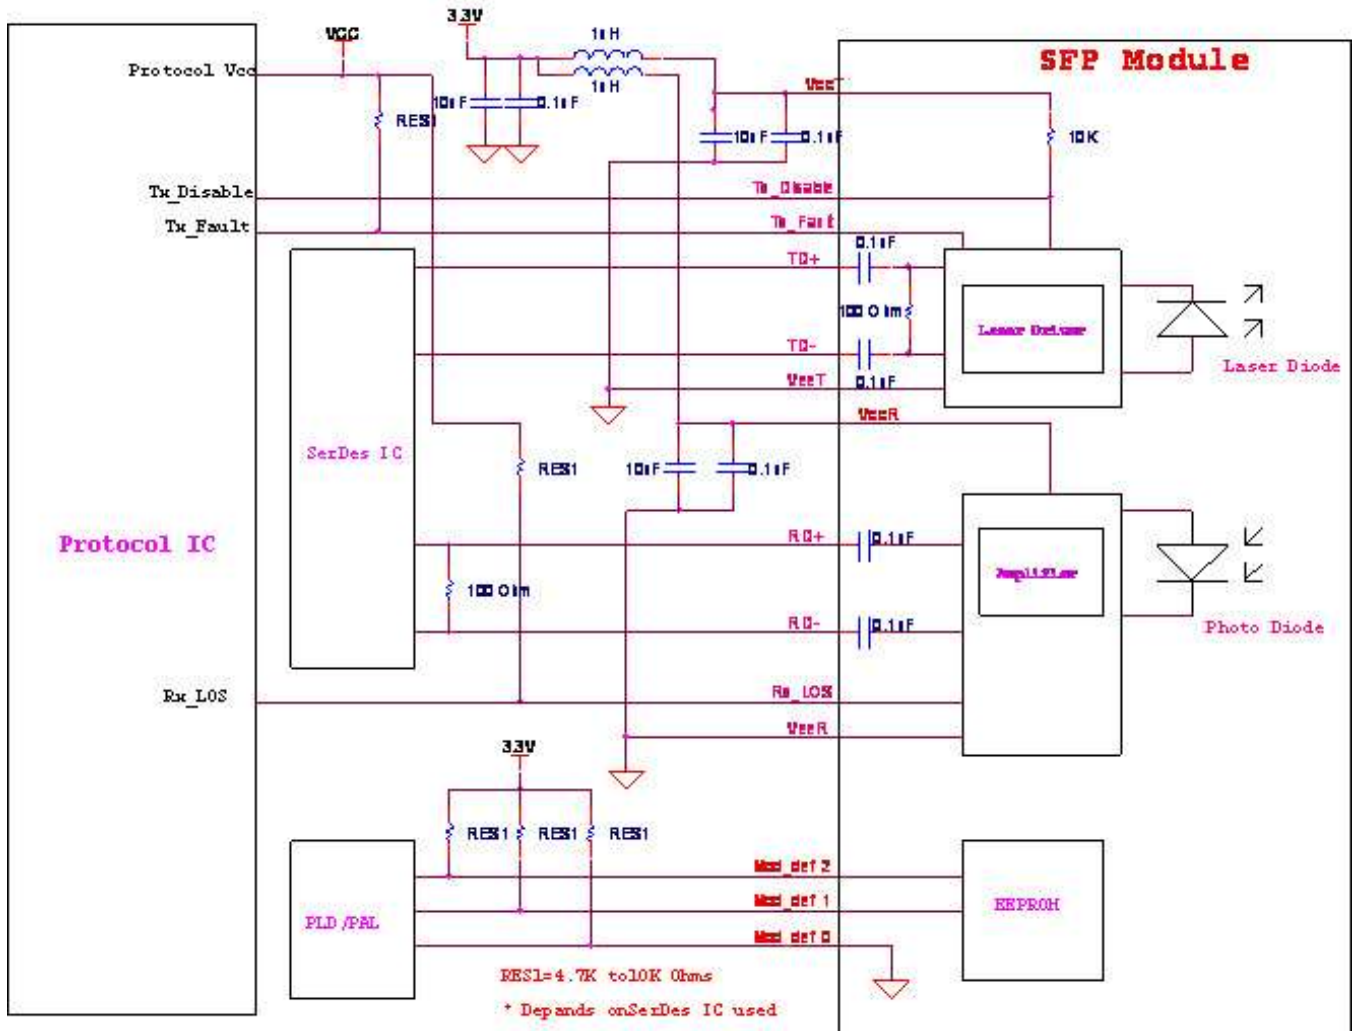 3.3V
VCC
1uH
SFP Module
Protocol Vcc
1uH
VccT
10uF
0.1uF
RES1
10uF
0.1uF
10K
Tx_Disable
Tx_Disable
Tx_Fault
Tx_Fault
0.1uF
TD+
100 Ohm
Laser Driver
TD-
Laser Diode
VeeT
0.1uF
VccR
SerDes IC
RES1
10uF
0.1uF
Protocol IC
RD+
0.1uF
Amplifier
100 Ohm
RD-
0.1uF
Photo Diode
Rx_LOS
Rx_LOS
VeeR
3.3V
RES1
RES1
RES1
Mod_def 2
Mod_def 1
EEPROM
PLD/PAL
Mod_def 0
RES1=4.7K to10K Ohms
* Depands onSerDes IC used